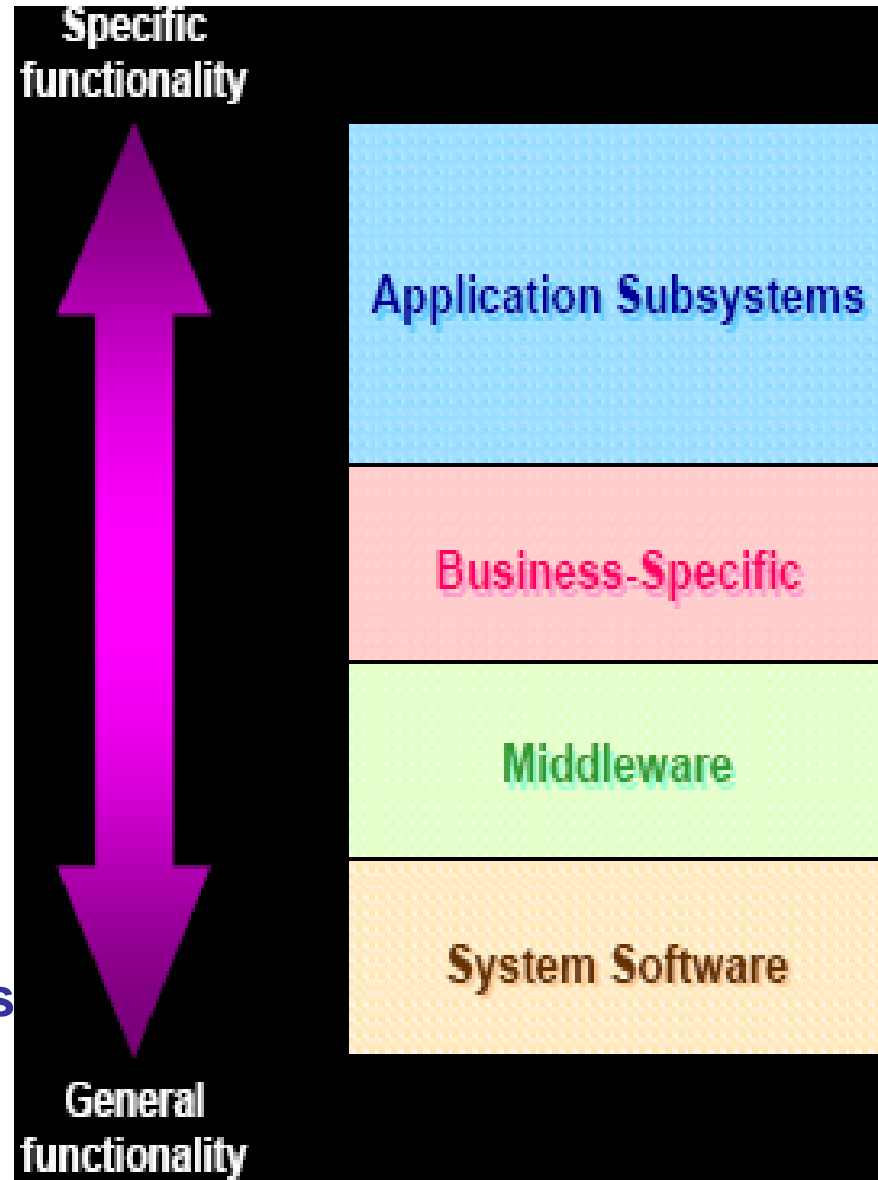 Specific
functionality
Application Subsystems
Business-Specific
Middleware
System Software
s
General
functionality